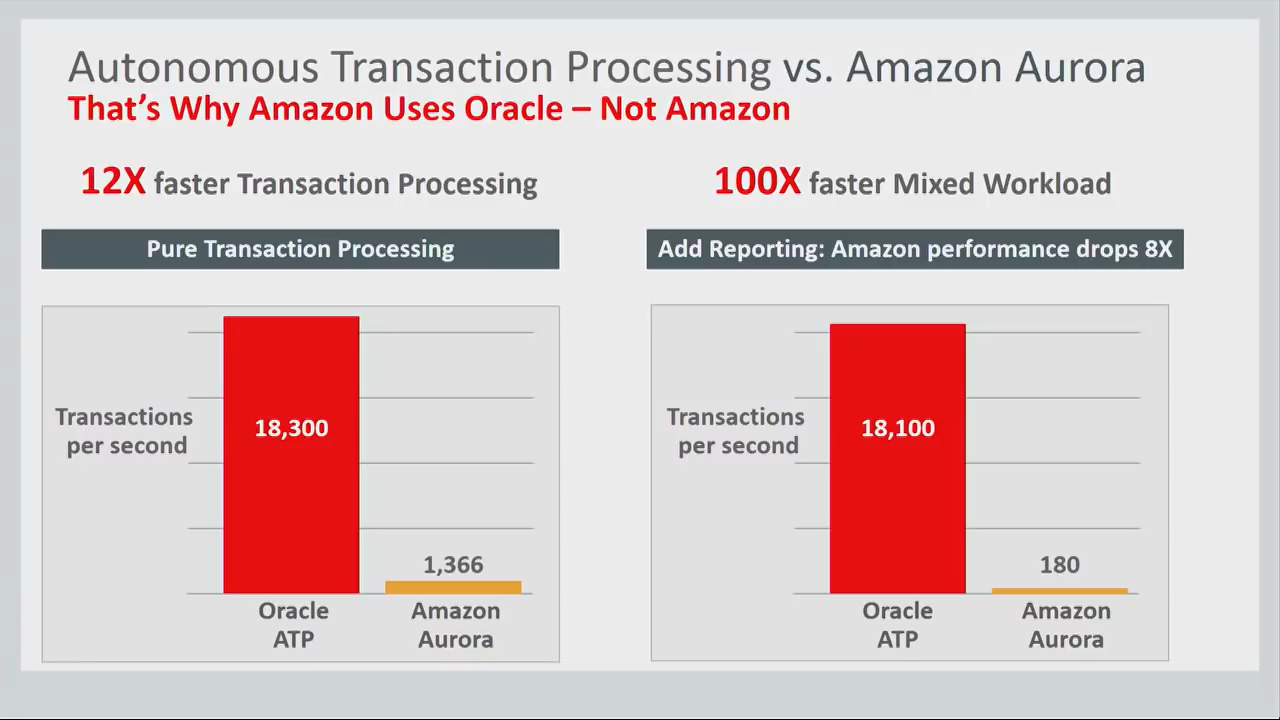 Autonomous Transaction Processing vs. Amazon Aurora
That's Why Amazon Uses Oracle – Not Amazon
12X faster Transaction Processing
Pure Transaction Processing
Transactions
per second
18,300
1,366
Oracle
ATP
Amazon
Aurora
100X faster Mixed Workload
Add Reporting: Amazon performance drops 8X
Transactions
per second
18,100
180
Oracle
ATP
Amazon
Aurora